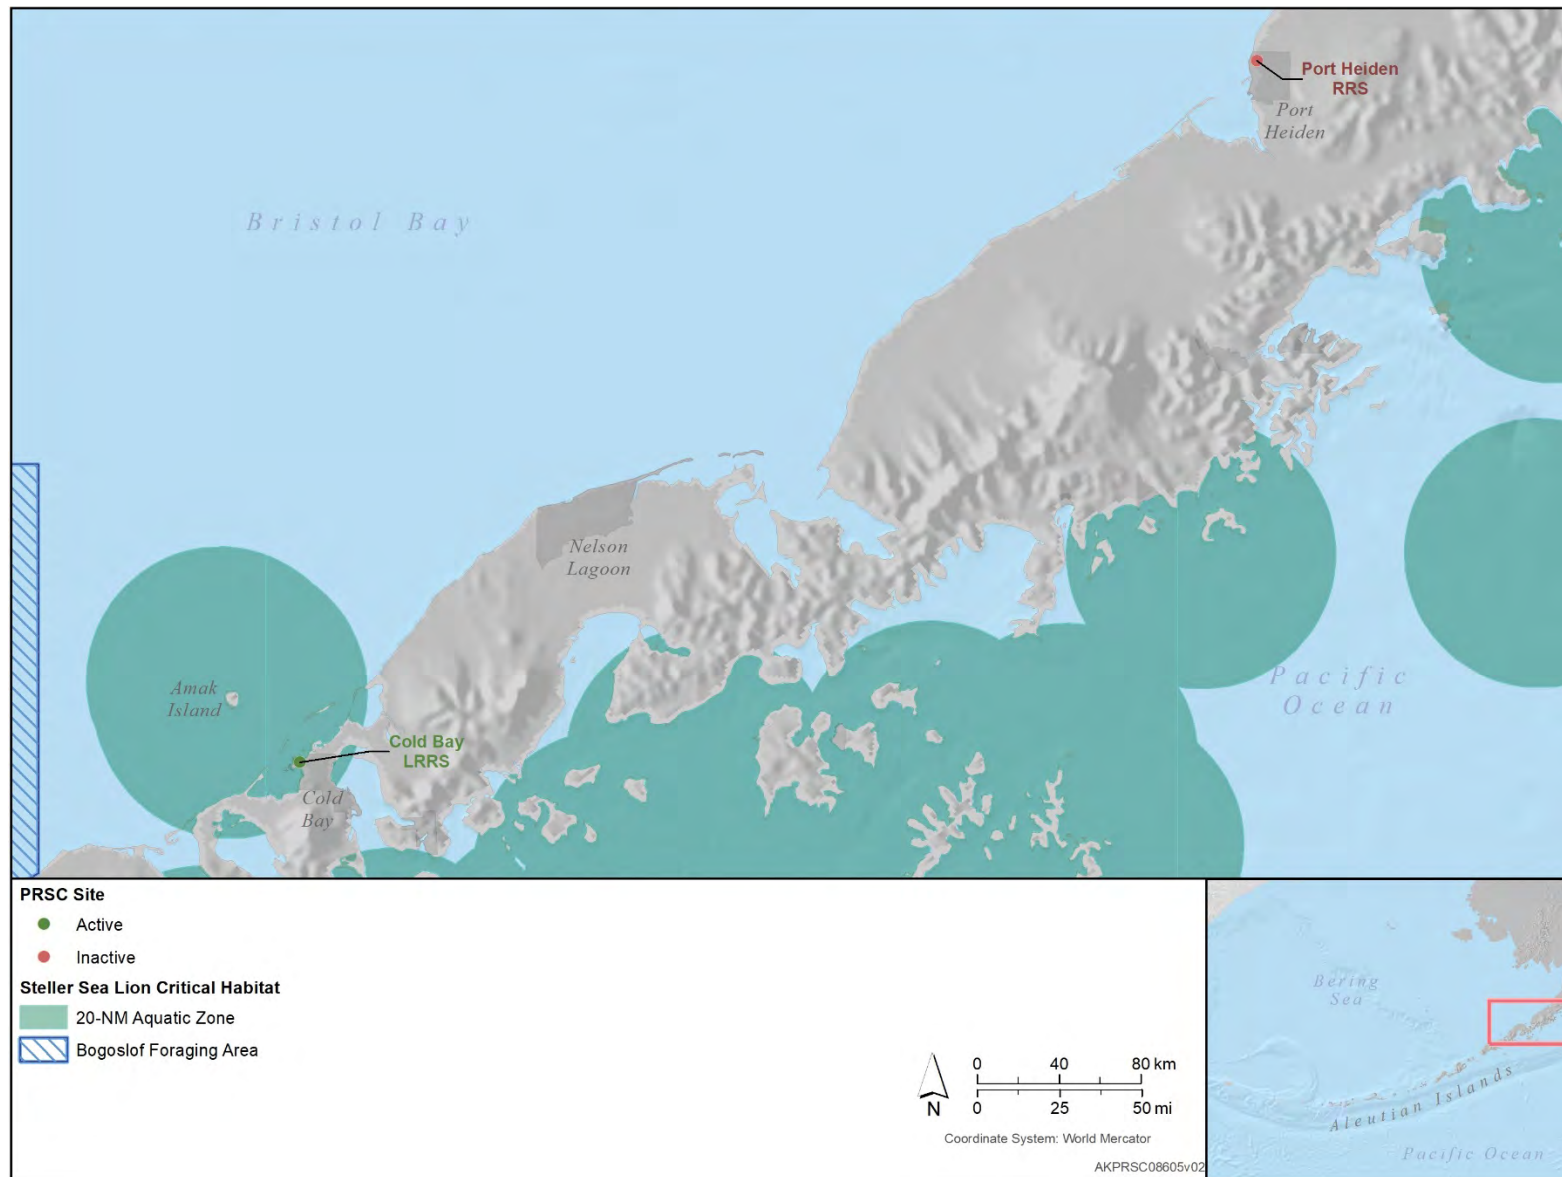 Port Heiden
RRS
Port
Heiden
Bristol Bay
Nelson
Lagoon
Amak
Island
Pacific
Ocean
Cold Bay
LRRS
Cold
Bay
PRSC Site
Active
Inactive
Steller Sea Lion Critical Habitat
20-NM Aquatic Zone
Bogoslof Foraging Area
N
0 40 80 km
0 25 50 mi
Coordinate System: World Mercator
AKPRSC08605v02
Bering
Sea
Aleutian Islands
Pacific Ocean